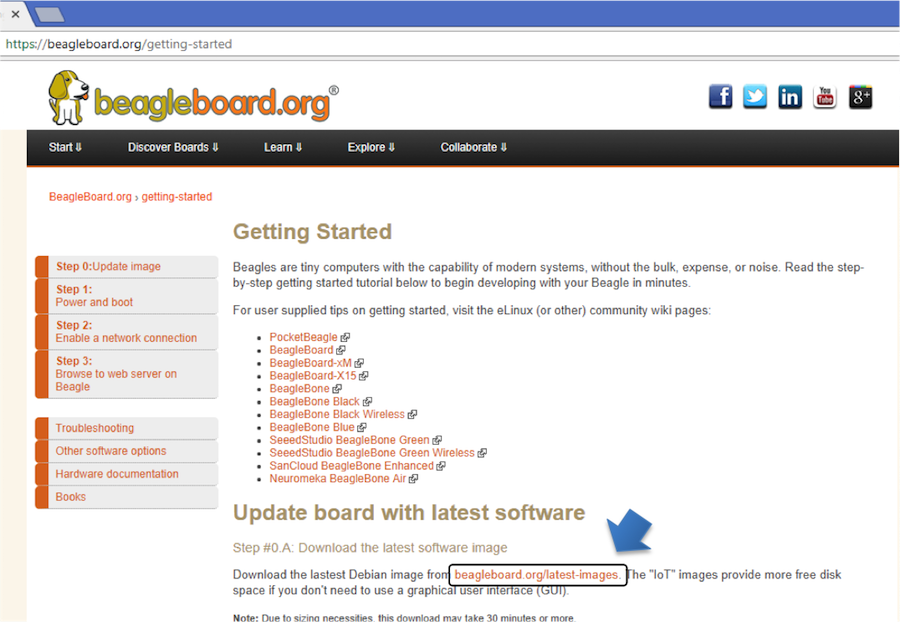 https://beagleboard.org/getting-started
beagleboard.org®
f
in
You
Tube
g+
Start ⇓
Discover Boards ⇓
Learn ⇓
Explore ⇓
Collaborate ⇓
BeagleBoard.org › getting-started
Step 0:Update image
Step 1:
Power and boot
Step 2:
Enable a network connection
Step 3:
Browse to web server on
Beagle
Troubleshooting
Other software options
Hardware documentation
Books
Getting Started
Beagles are tiny computers with the capability of modern systems, without the bulk, expense, or noise. Read the step-
by-step getting started tutorial below to begin developing with your Beagle in minutes.
For user supplied tips on getting started, visit the eLinux (or other) community wiki pages:
PocketBeagle
BeagleBoard
BeagleBoard-xM
BeagleBoard-X15
BeagleBone
BeagleBone Black
BeagleBone Black Wireless
BeagleBone Blue
SeeedStudio BeagleBone Green
SeeedStudio BeagleBone Green Wireless
SanCloud BeagleBone Enhanced
Neuromeka BeagleBone Air
Update board with latest software
Step #0.A: Download the latest software image
Download the lastest Debian image from beagleboard.org/latest-images. The "IoT" images provide more free disk
space if you don't need to use a graphical user interface (GUI).
Note: Due to sizing necessities, this download may take 30 minutes or more.